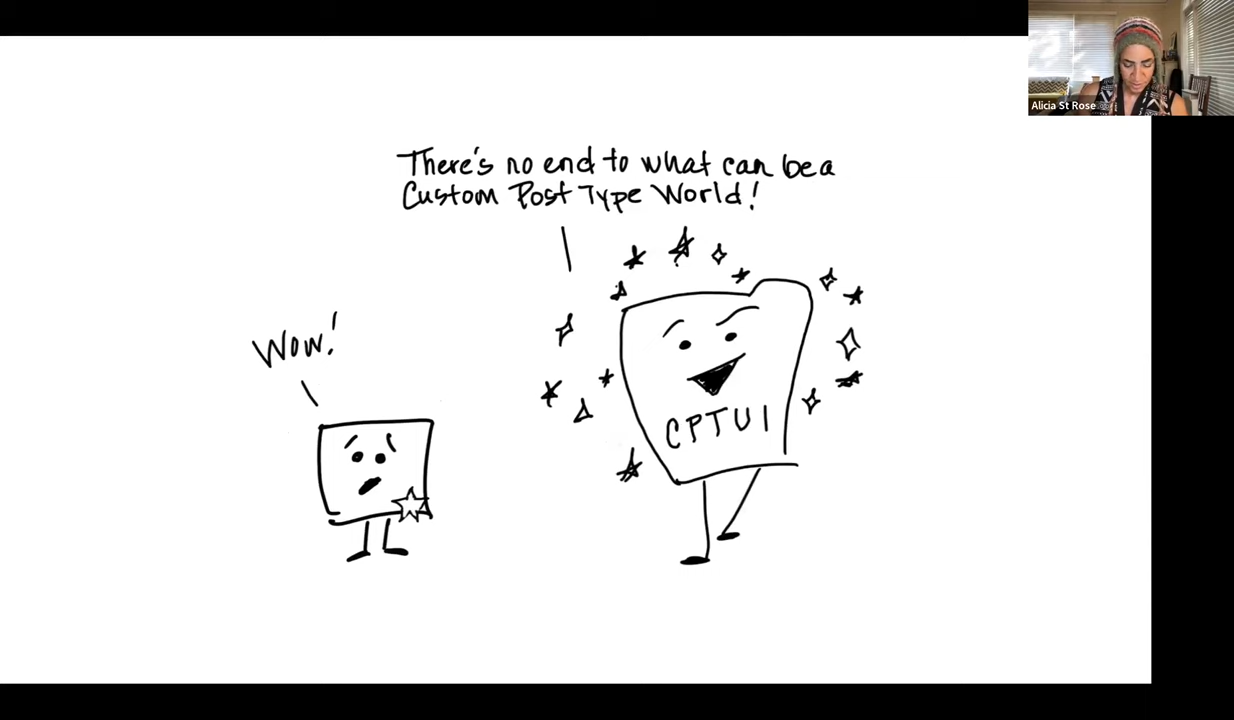 Alicia St Rose
There's no end to what can be a
Custom Post Type World!
Wow!
CPTUI